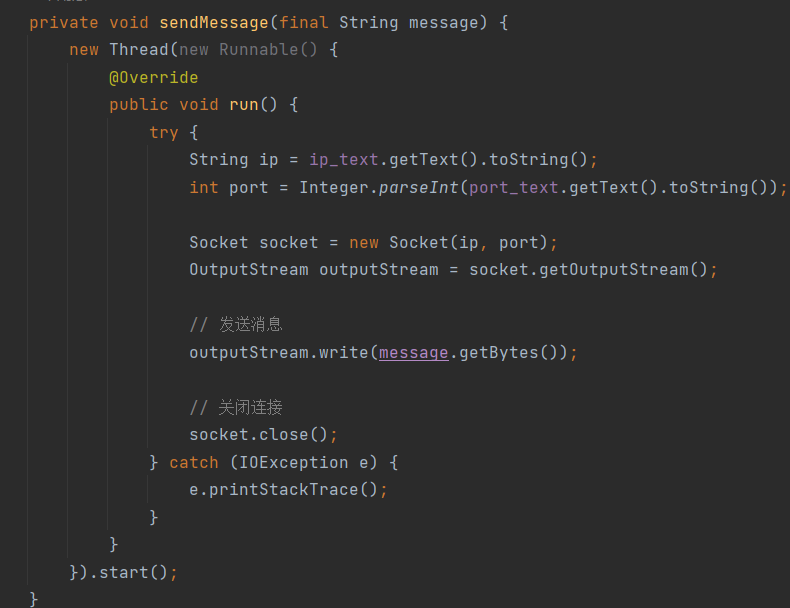 private void sendMessage(final String message) {
new Thread(new Runnable() {
@Override
public void run() {
try {
String ip = ip_text.getText().toString();
int port = Integer.parseInt(port_text.getText().toString());
Socket socket = new Socket(ip, port);
OutputStream outputStream = socket.getOutputStream();
// 发送消息
outputStream.write(message.getBytes());
// 关闭连接
socket.close();
} catch (IOException e) {
e.printStackTrace();
}
}
}).start();
}